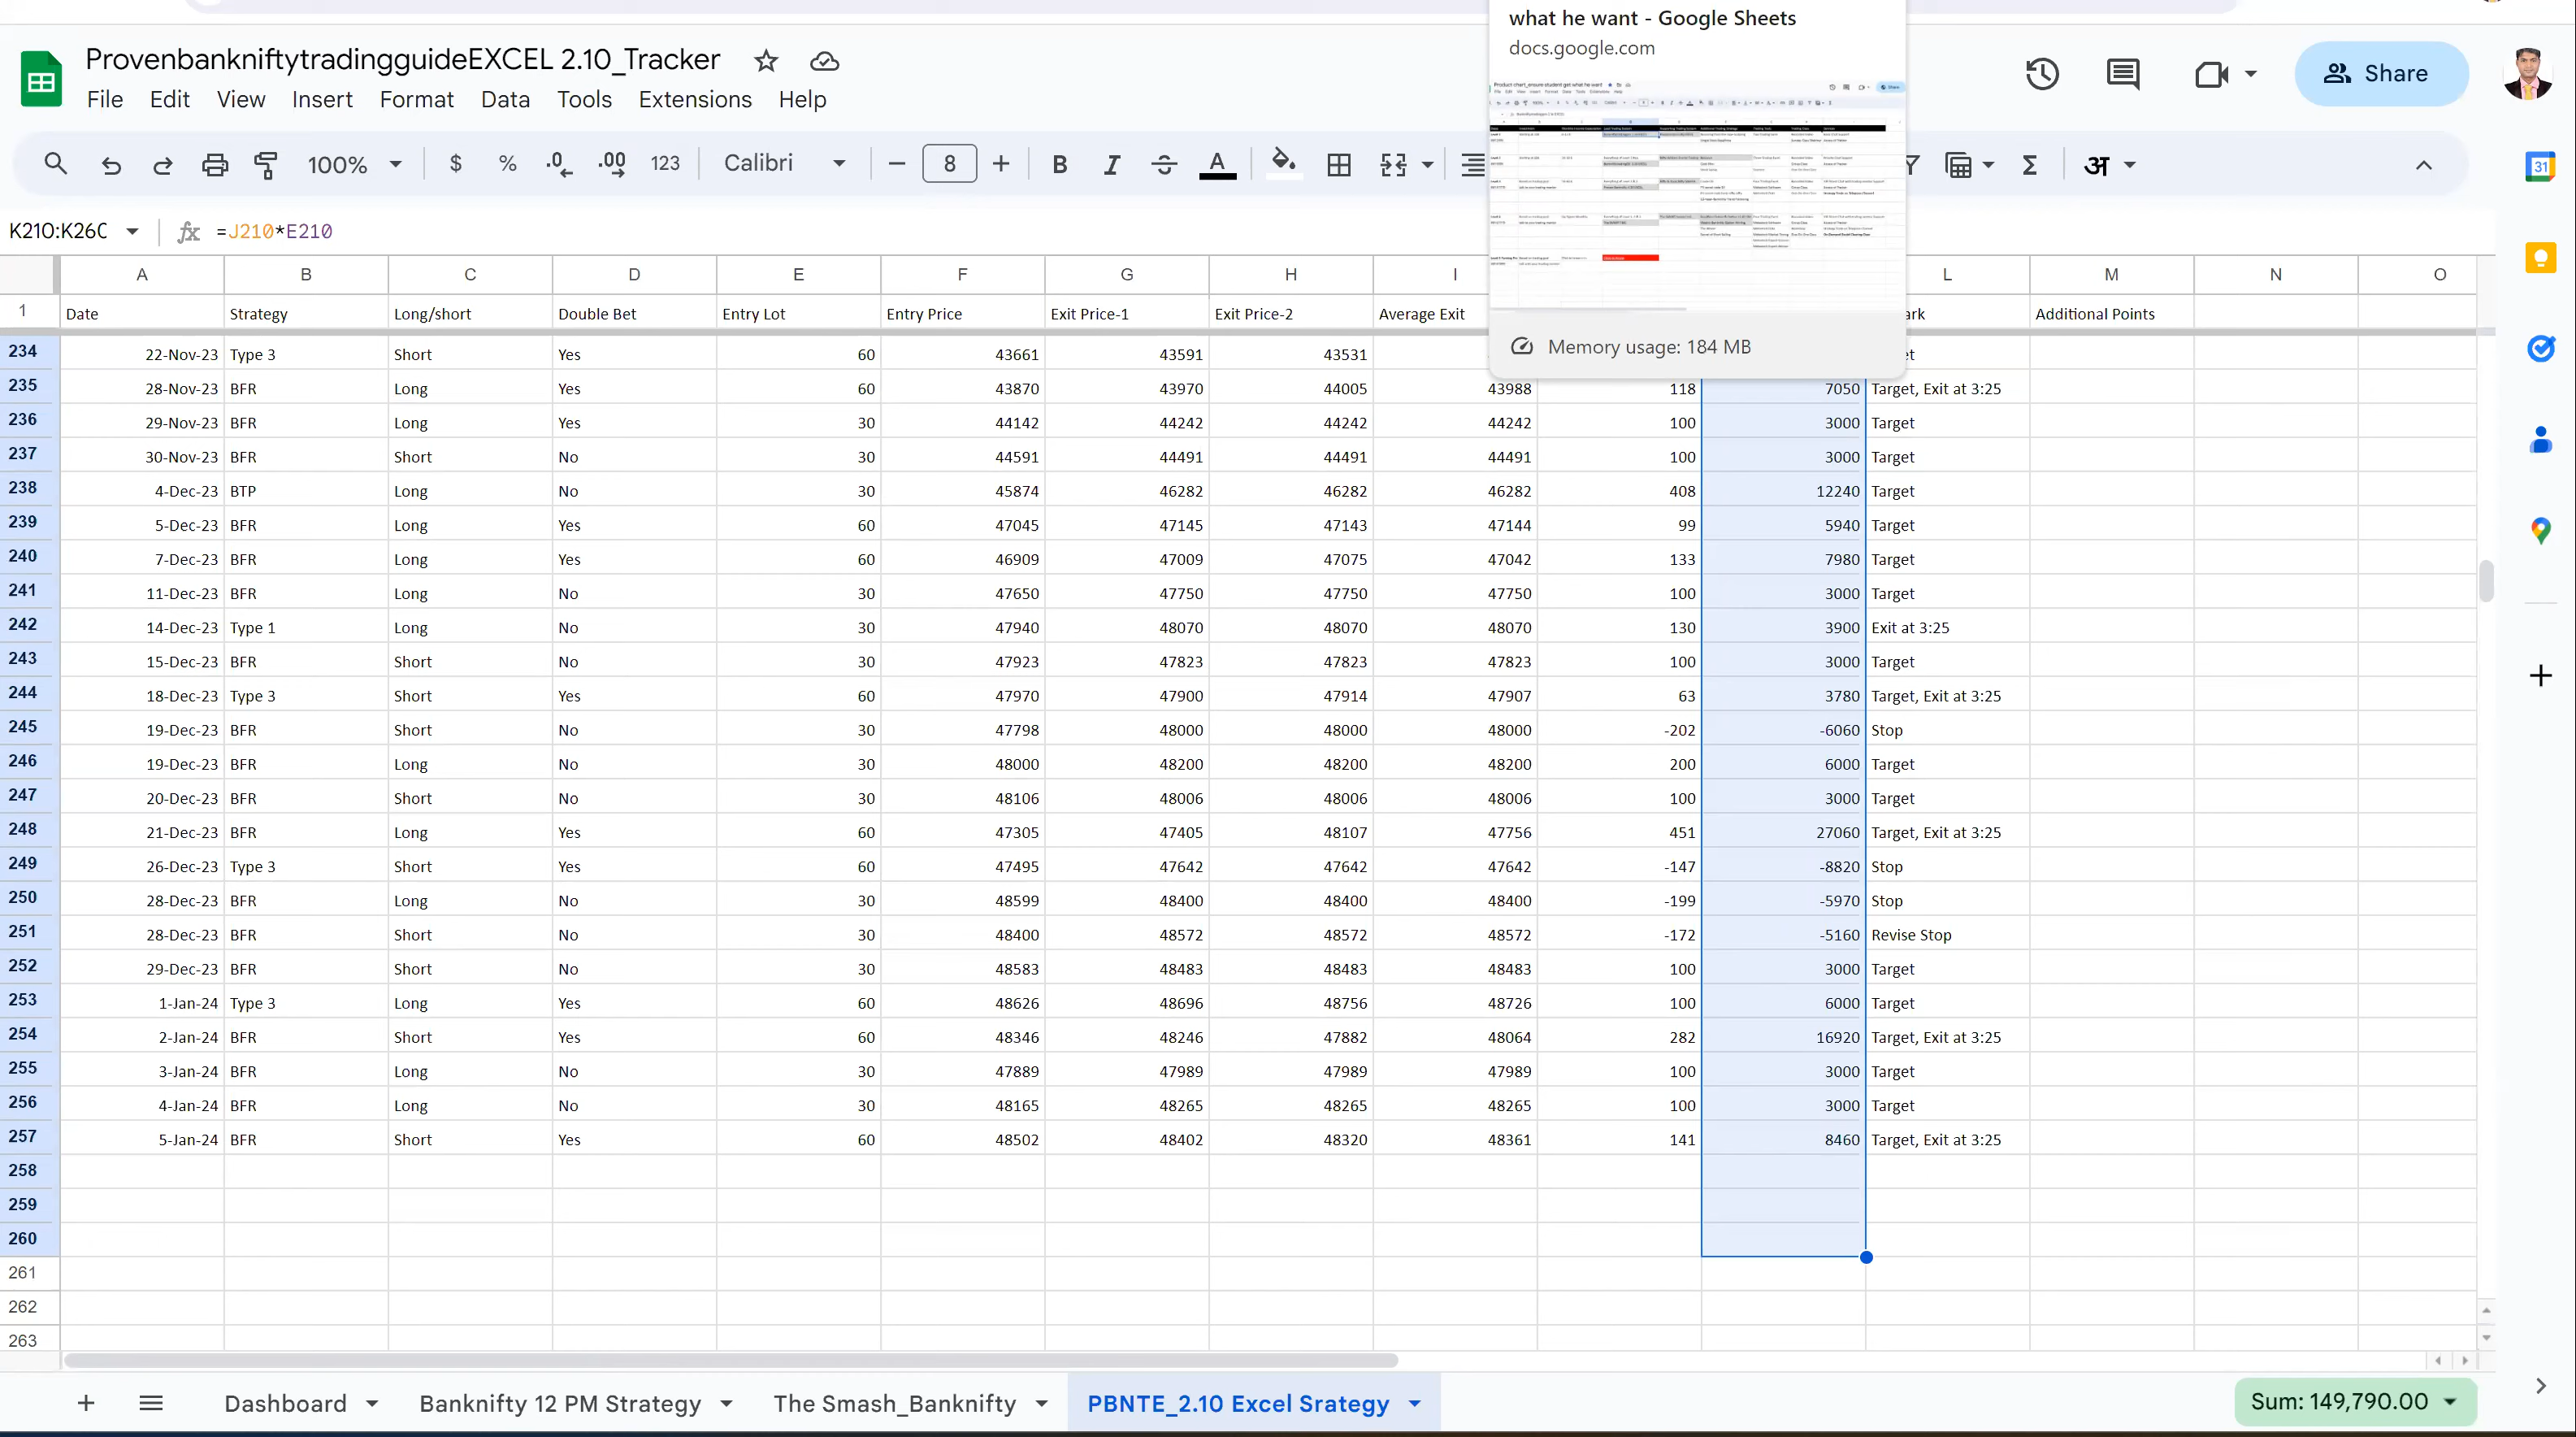 what he want - Google Sheets
docs.google.com
ProvenbankniftytradingguideEXCEL 2.10_Tracker
Share
File Edit View Insert Format Data Tools Extensions Help
100% $ % .0 .00 123 Calibri 8 B I S A Σ अ 31
K210:K26 =J210*E210
Memory usage: 184 MB
A B C D E F G H I L M N O
1 Date Strategy Long/short Double Bet Entry Lot Entry Price Exit Price-1 Exit Price-2 Average Exit ark Additional Points
234 22-Nov-23 Type 3 Short Yes 60 43661 43591 43531 et
235 28-Nov-23 BFR Long Yes 60 43870 43970 44005 43988 118 7050 Target, Exit at 3:25
236 29-Nov-23 BFR Long Yes 30 44142 44242 44242 44242 100 3000 Target
237 30-Nov-23 BFR Short No 30 44591 44491 44491 44491 100 3000 Target
238 4-Dec-23 BTP Long No 30 45874 46282 46282 46282 408 12240 Target
239 5-Dec-23 BFR Long Yes 60 47045 47145 47143 47144 99 5940 Target
240 7-Dec-23 BFR Long Yes 60 46909 47009 47075 47042 133 7980 Target
241 11-Dec-23 BFR Long No 30 47650 47750 47750 47750 100 3000 Target
242 14-Dec-23 Type 1 Long No 30 47940 48070 48070 48070 130 3900 Exit at 3:25
243 15-Dec-23 BFR Short No 30 47923 47823 47823 47823 100 3000 Target
244 18-Dec-23 Type 3 Short Yes 60 47970 47900 47914 47907 63 3780 Target, Exit at 3:25
245 19-Dec-23 BFR Short No 30 47798 48000 48000 48000 -202 -6060 Stop
246 19-Dec-23 BFR Long No 30 48000 48200 48200 48200 200 6000 Target
247 20-Dec-23 BFR Short No 30 48106 48006 48006 48006 100 3000 Target
248 21-Dec-23 BFR Long Yes 60 47305 47405 48107 47756 451 27060 Target, Exit at 3:25
249 26-Dec-23 Type 3 Short Yes 60 47495 47642 47642 47642 -147 -8820 Stop
250 28-Dec-23 BFR Long No 30 48599 48400 48400 48400 -199 -5970 Stop
251 28-Dec-23 BFR Short No 30 48400 48572 48572 48572 -172 -5160 Revise Stop
252 29-Dec-23 BFR Short No 30 48583 48483 48483 48483 100 3000 Target
253 1-Jan-24 Type 3 Long Yes 60 48626 48696 48756 48726 100 6000 Target
254 2-Jan-24 BFR Short Yes 60 48346 48246 47882 48064 282 16920 Target, Exit at 3:25
255 3-Jan-24 BFR Long No 30 47889 47989 47989 47989 100 3000 Target
256 4-Jan-24 BFR Long No 30 48165 48265 48265 48265 100 3000 Target
257 5-Jan-24 BFR Short Yes 60 48502 48402 48320 48361 141 8460 Target, Exit at 3:25
258
259
260
261
262
263
Dashboard Banknifty 12 PM Strategy The Smash_Banknifty PBNTE_2.10 Excel Srategy Sum: 149,790.00